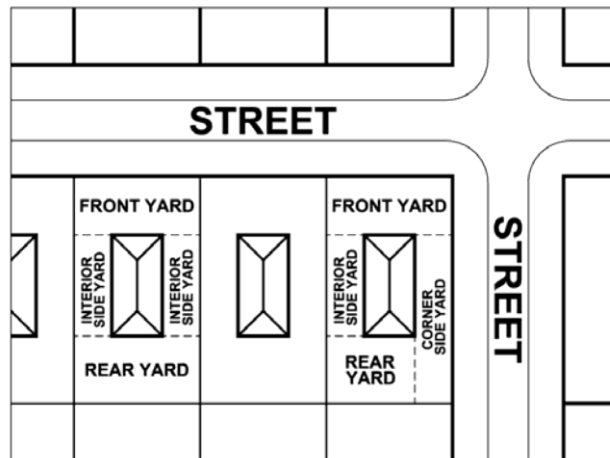 STREET
FRONT YARD
FRONT YARD
INTERIOR
SIDE YARD
INTERIOR
SIDE YARD
INTERIOR
SIDE YARD
CORNER
SIDE YARD
STREET
REAR YARD
REAR
YARD